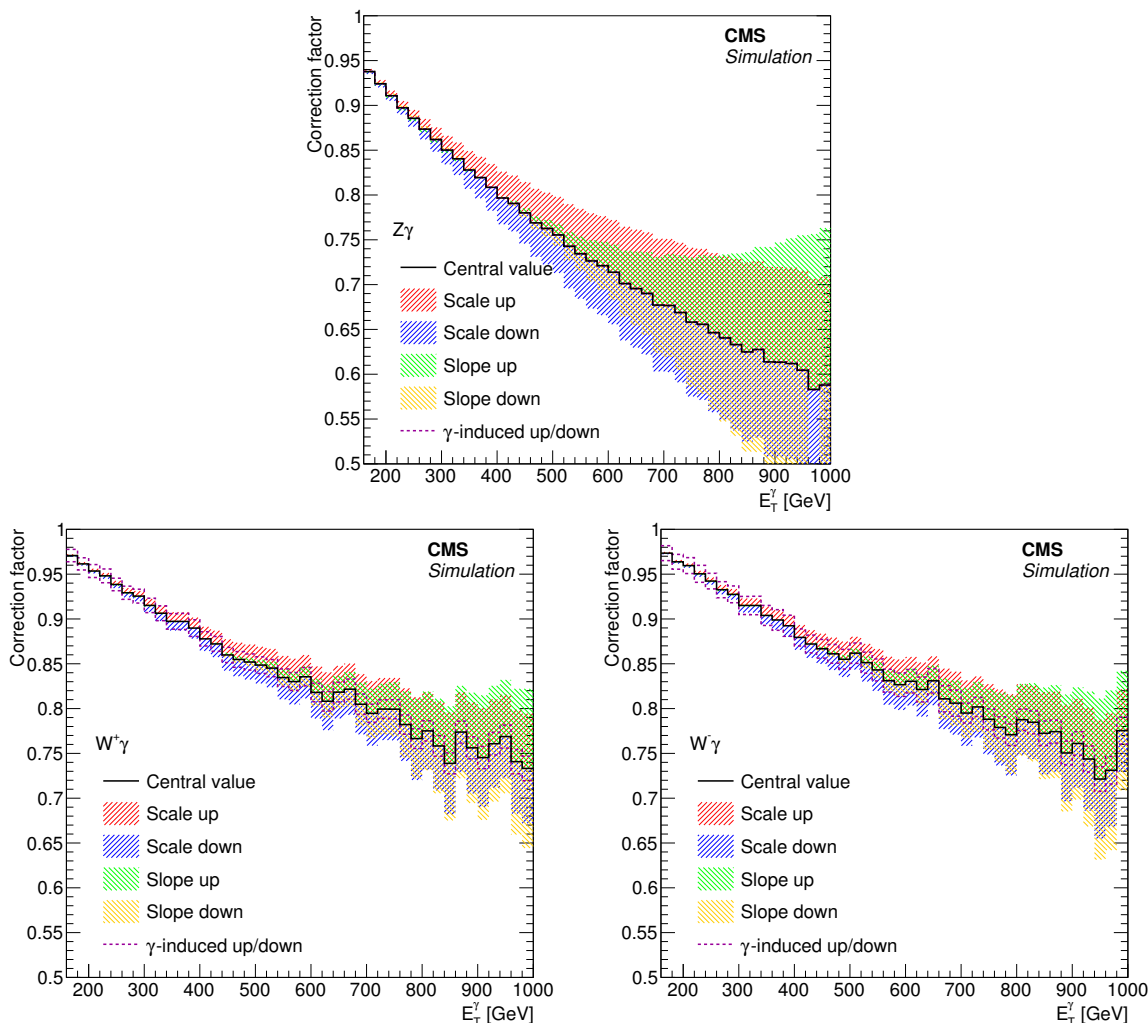 Correction factor
1
0.95
0.9
0.85
0.8
0.75
0.7
0.65
0.6
0.55
0.5
CMS
Simulation
Zγ
Central value
Scale up
Scale down
Slope up
Slope down
γ-induced up/down
200 300 400 500 600 700 800 900 1000
E_T^γ [GeV]
Correction factor
1
0.95
0.9
0.85
0.8
0.75
0.7
0.65
0.6
0.55
0.5
CMS
Simulation
W⁺γ
Central value
Scale up
Scale down
Slope up
Slope down
γ-induced up/down
200 300 400 500 600 700 800 900 1000
E_T^γ [GeV]
Correction factor
1
0.95
0.9
0.85
0.8
0.75
0.7
0.65
0.6
0.55
0.5
CMS
Simulation
W⁻γ
Central value
Scale up
Scale down
Slope up
Slope down
γ-induced up/down
200 300 400 500 600 700 800 900 1000
E_T^γ [GeV]